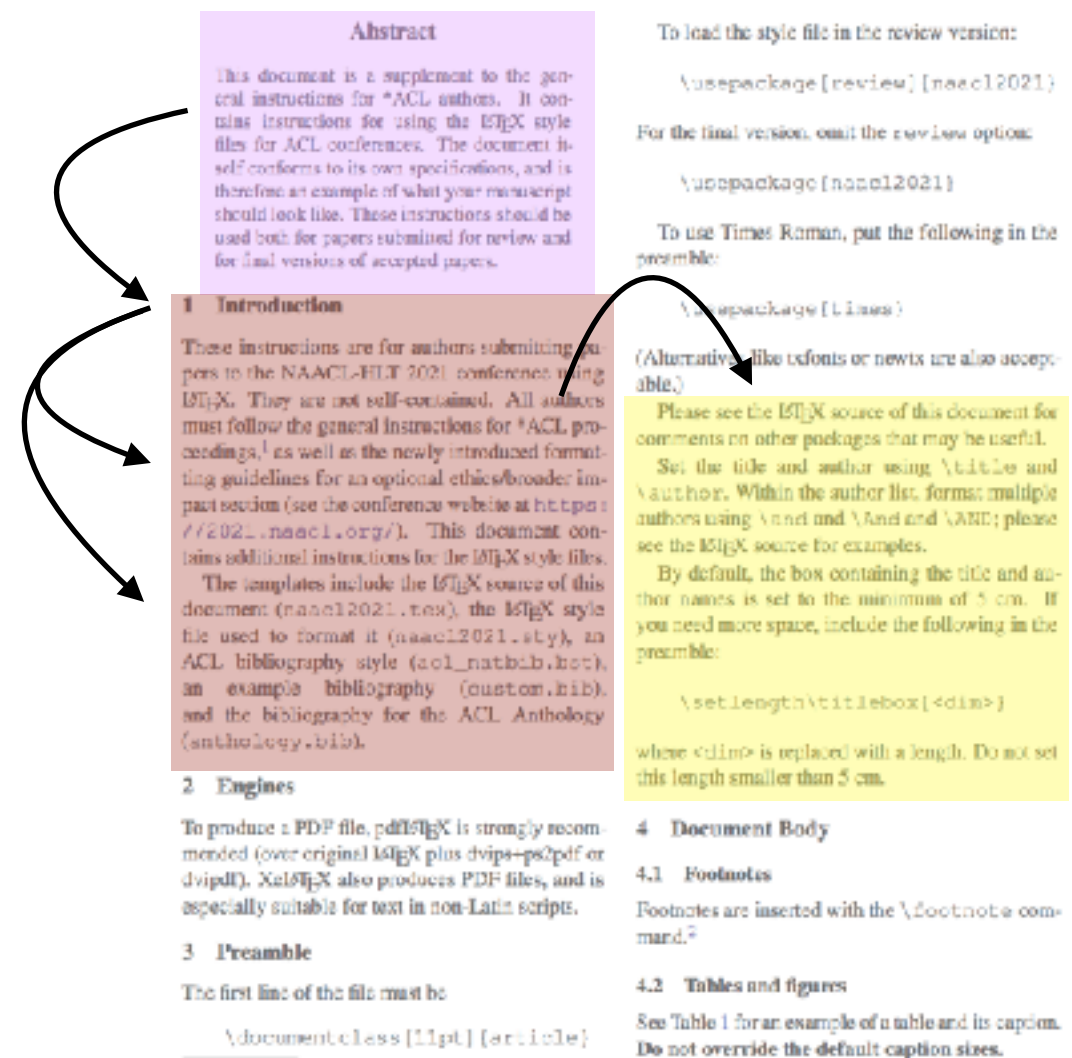 Abstract
This document is a supplement to the gen-
eral instructions for *ACL authors. It con-
tains instructions for using the LATEX style
files for ACL conferences. The document it-
self conforms to its own specifications, and is
therefore an example of what your manuscript
should look like. These instructions should be
used both for papers submitted for review and
for final versions of accepted papers.
1 Introduction
These instructions are for authors submitting pa-
pers to the NAACL-HLT 2021 conference using
LATEX. They are not self-contained. All authors
must follow the general instructions for *ACL pro-
ceedings,1 as well as the newly introduced format-
ting guidelines for an optional ethics/broader im-
pact section (see the conference website at https:
//2021.naacl.org/). This document con-
tains additional instructions for the LATEX style files.
The templates include the LATEX source of this
document (naacl2021.tex), the LATEX style
file used to format it (naacl2021.sty), an
ACL bibliography style (acl_natbib.bst),
an example bibliography (custom.bib),
and the bibliography for the ACL Anthology
(anthology.bib).
2 Engines
To produce a PDF file, pdfLATEX is strongly recom-
mended (over original LATEX plus dvips+ps2pdf or
dvipdf). XeLATEX also produces PDF files, and is
especially suitable for text in non-Latin scripts.
3 Preamble
The first line of the file must be
\documentclass[11pt]{article}
To load the style file in the review version:
\usepackage[review]{naacl2021}
For the final version, omit the review option:
\usepackage{naacl2021}
To use Times Roman, put the following in the
preamble:
\usepackage{times}
(Alternatives like txfonts or newtx are also accept-
able.)
Please see the LATEX source of this document for
comments on other packages that may be useful.
Set the title and author using \title and
\author. Within the author list, format multiple
authors using \and and \And and \AND; please
see the LATEX source for examples.
By default, the box containing the title and au-
thor names is set to the minimum of 5 cm. If
you need more space, include the following in the
preamble:
\setlength\titlebox{<dim>}
where <dim> is replaced with a length. Do not set
this length smaller than 5 cm.
4 Document Body
4.1 Footnotes
Footnotes are inserted with the \footnote com-
mand.2
4.2 Tables and figures
See Table 1 for an example of a table and its caption.
Do not override the default caption sizes.